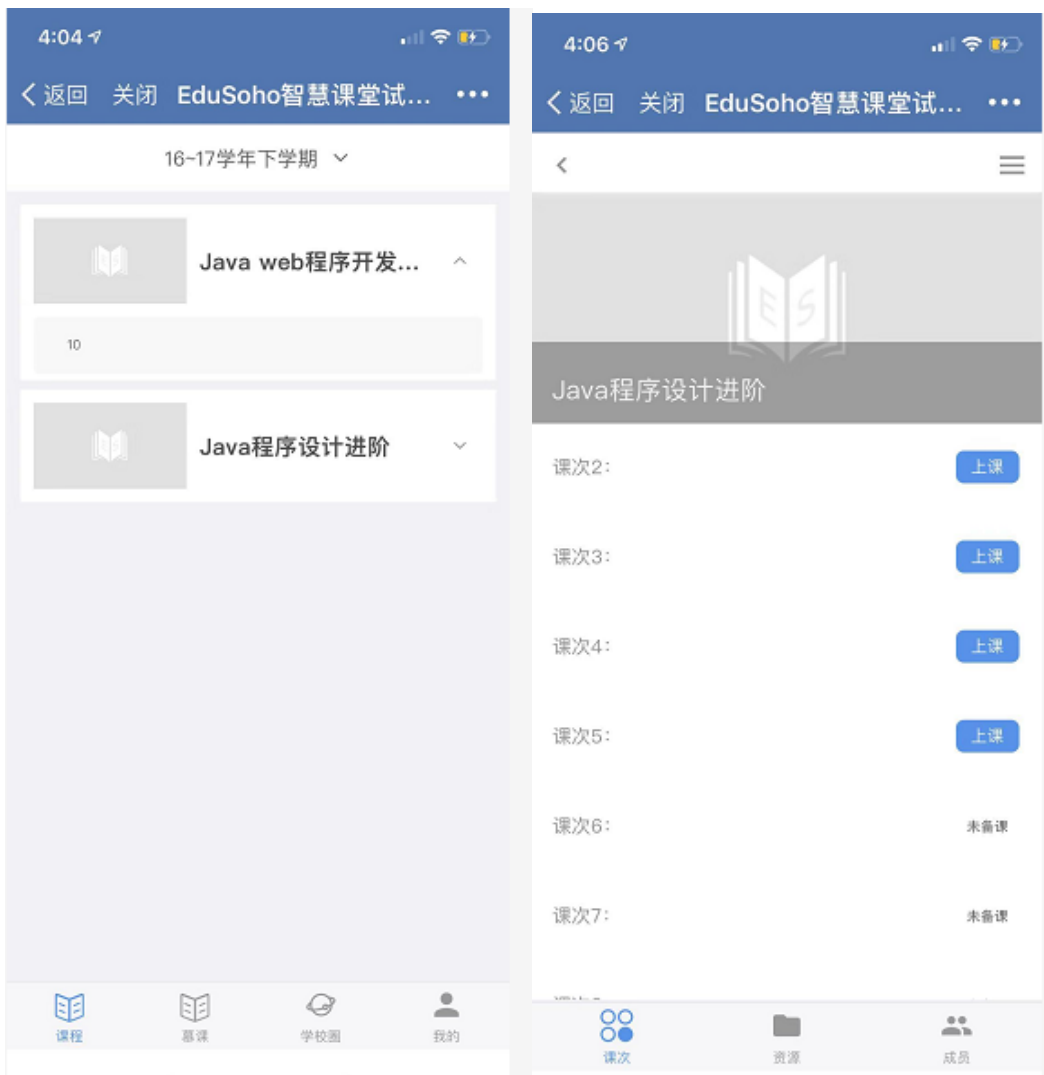 4:04
返回 关闭 EduSoho智慧课堂试... •••
16~17学年下学期
Java web程序开发...
10
Java程序设计进阶
课程 慕课 学校圈 我的
4:06
返回 关闭 EduSoho智慧课堂试... •••
ES
Java程序设计进阶
课次2: 上课
课次3: 上课
课次4: 上课
课次5: 上课
课次6: 未备课
课次7: 未备课
课次 资源 成员